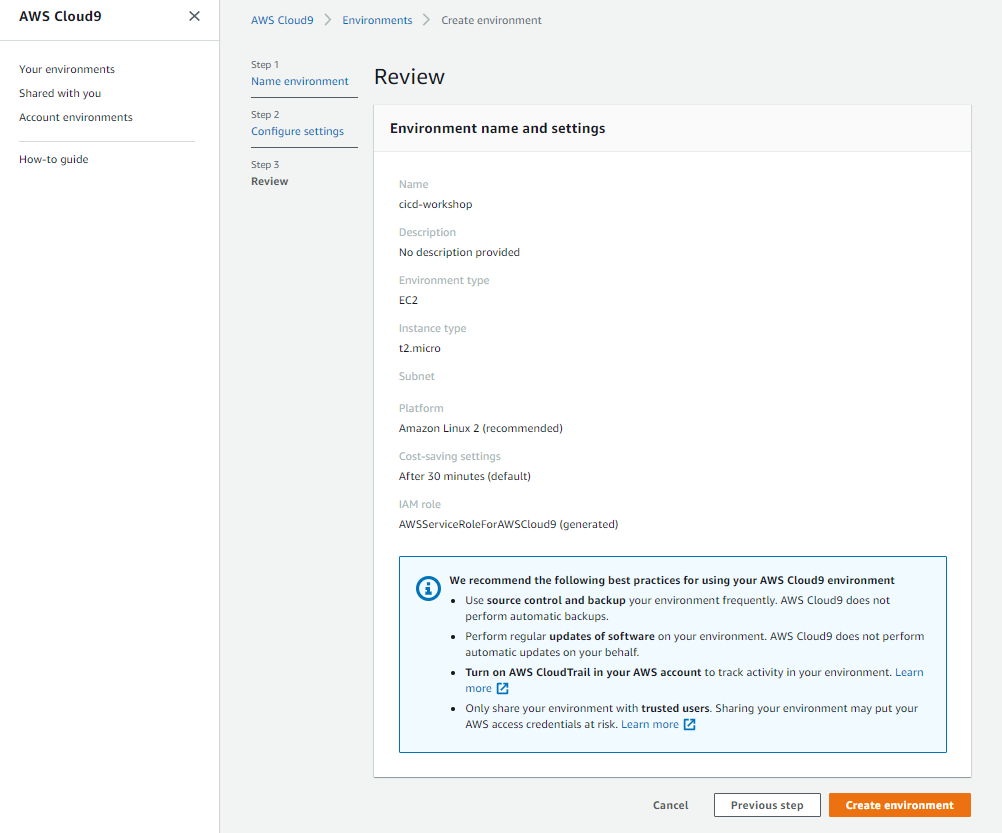 AWS Cloud9
Your environments
Shared with you
Account environments
How-to guide
AWS Cloud9 Environments Create environment
Step 1
Name environment
Step 2
Configure settings
Step 3
Review
Review
Environment name and settings
Name
cicd-workshop
Description
No description provided
Environment type
EC2
Instance type
t2.micro
Subnet
Platform
Amazon Linux 2 (recommended)
Cost-saving settings
After 30 minutes (default)
IAM role
AWSServiceRoleForAWSCloud9 (generated)
We recommend the following best practices for using your AWS Cloud9 environment
• Use source control and backup your environment frequently. AWS Cloud9 does not
perform automatic backups.
• Perform regular updates of software on your environment. AWS Cloud9 does not perform
automatic updates on your behalf.
• Turn on AWS CloudTrail in your AWS account to track activity in your environment. Learn
more
• Only share your environment with trusted users. Sharing your environment may put your
AWS access credentials at risk. Learn more
Cancel Previous step Create environment